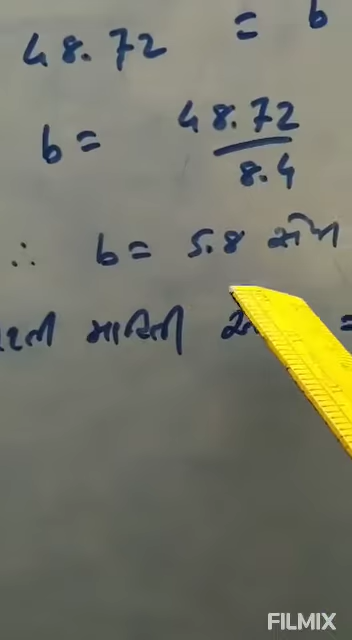 48.72 = b
b = 48.72 / 8.4
∴ b = 5.8 सेमी
माहिती =
FILMIX